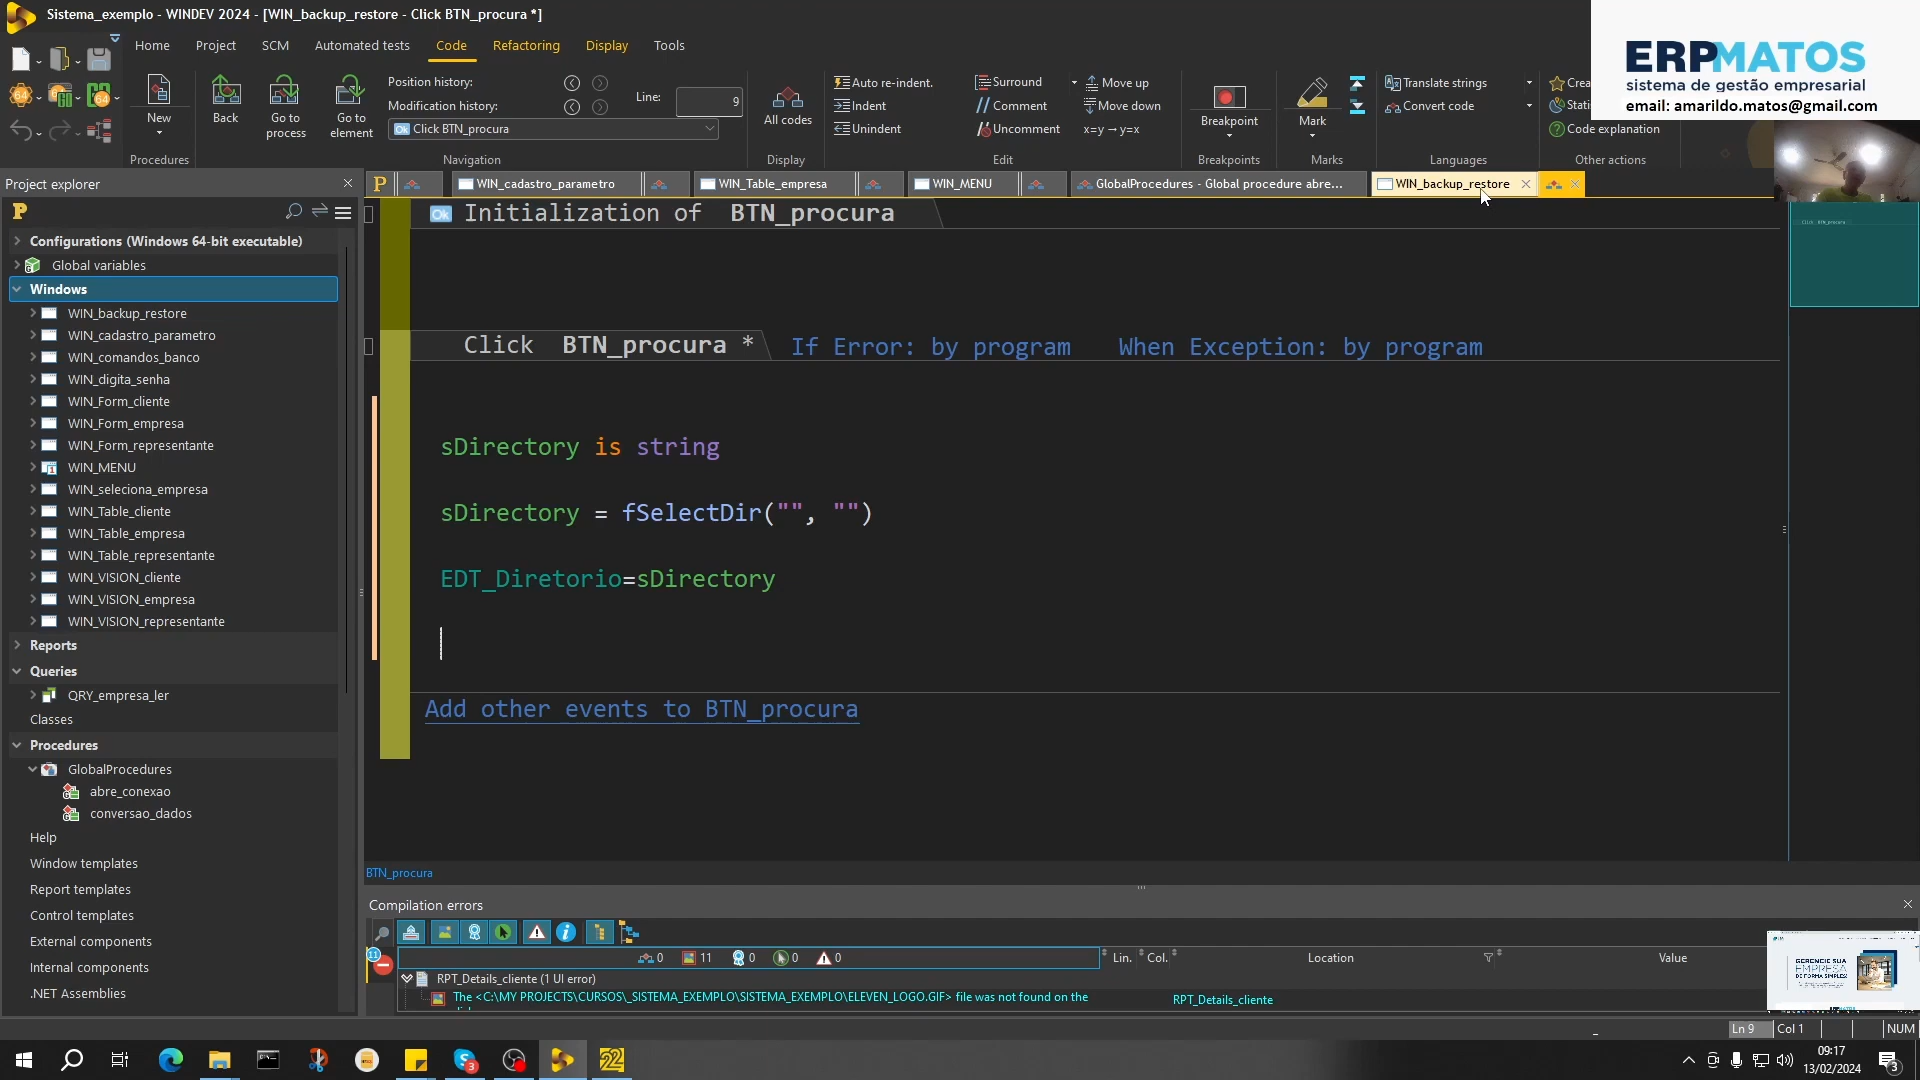 Sistema_exemplo - WINDEV 2024 - [WIN_backup_restore - Click BTN_procura *]
Home
Project
SCM
Automated tests
Code
Refactoring
Display
Tools
ERPMATOS
sistema de gestão empresarial
email: amarildo.matos@gmail.com
New
Back
Go to process
Go to element
Position history:
Modification history:
Click BTN_procura
Line:
9
All codes
Auto re-indent.
Indent
Unindent
Surround
Comment
Uncomment
Move up
Move down
x=y → y=x
Breakpoint
Mark
Translate strings
Convert code
Crea
Stati
Code explanation
Procedures
Navigation
Display
Edit
Breakpoints
Marks
Languages
Other actions
Project explorer
WIN_cadastro_parametro
WIN_Table_empresa
WIN_MENU
GlobalProcedures - Global procedure abre...
WIN_backup_restore
Configurations (Windows 64-bit executable)
Global variables
Windows
WIN_backup_restore
WIN_cadastro_parametro
WIN_comandos_banco
WIN_digita_senha
WIN_Form_cliente
WIN_Form_empresa
WIN_Form_representante
WIN_MENU
WIN_seleciona_empresa
WIN_Table_cliente
WIN_Table_empresa
WIN_Table_representante
WIN_VISION_cliente
WIN_VISION_empresa
WIN_VISION_representante
Reports
Queries
QRY_empresa_ler
Classes
Procedures
GlobalProcedures
abre_conexao
conversao_dados
Help
Window templates
Report templates
Control templates
External components
Internal components
.NET Assemblies
Initialization of BTN_procura
Click BTN_procura * If Error: by program When Exception: by program
sDirectory is string
sDirectory = fSelectDir("", "")
EDT_Diretorio=sDirectory
Add other events to BTN_procura
BTN_procura
Compilation errors
0 11 0 0 0 Lin. Col. Location Value
RPT_Details_cliente (1 UI error)
The <C:\MY PROJECTS\CURSOS\_SISTEMA_EXEMPLO\SISTEMA_EXEMPLO\ELEVEN_LOGO.GIF> file was not found on the
RPT_Details_cliente
GERENCIE SUA
EMPRESA
DE FORMA SIMPLES
Ln 9 Col 1 NUM
09:17
13/02/2024